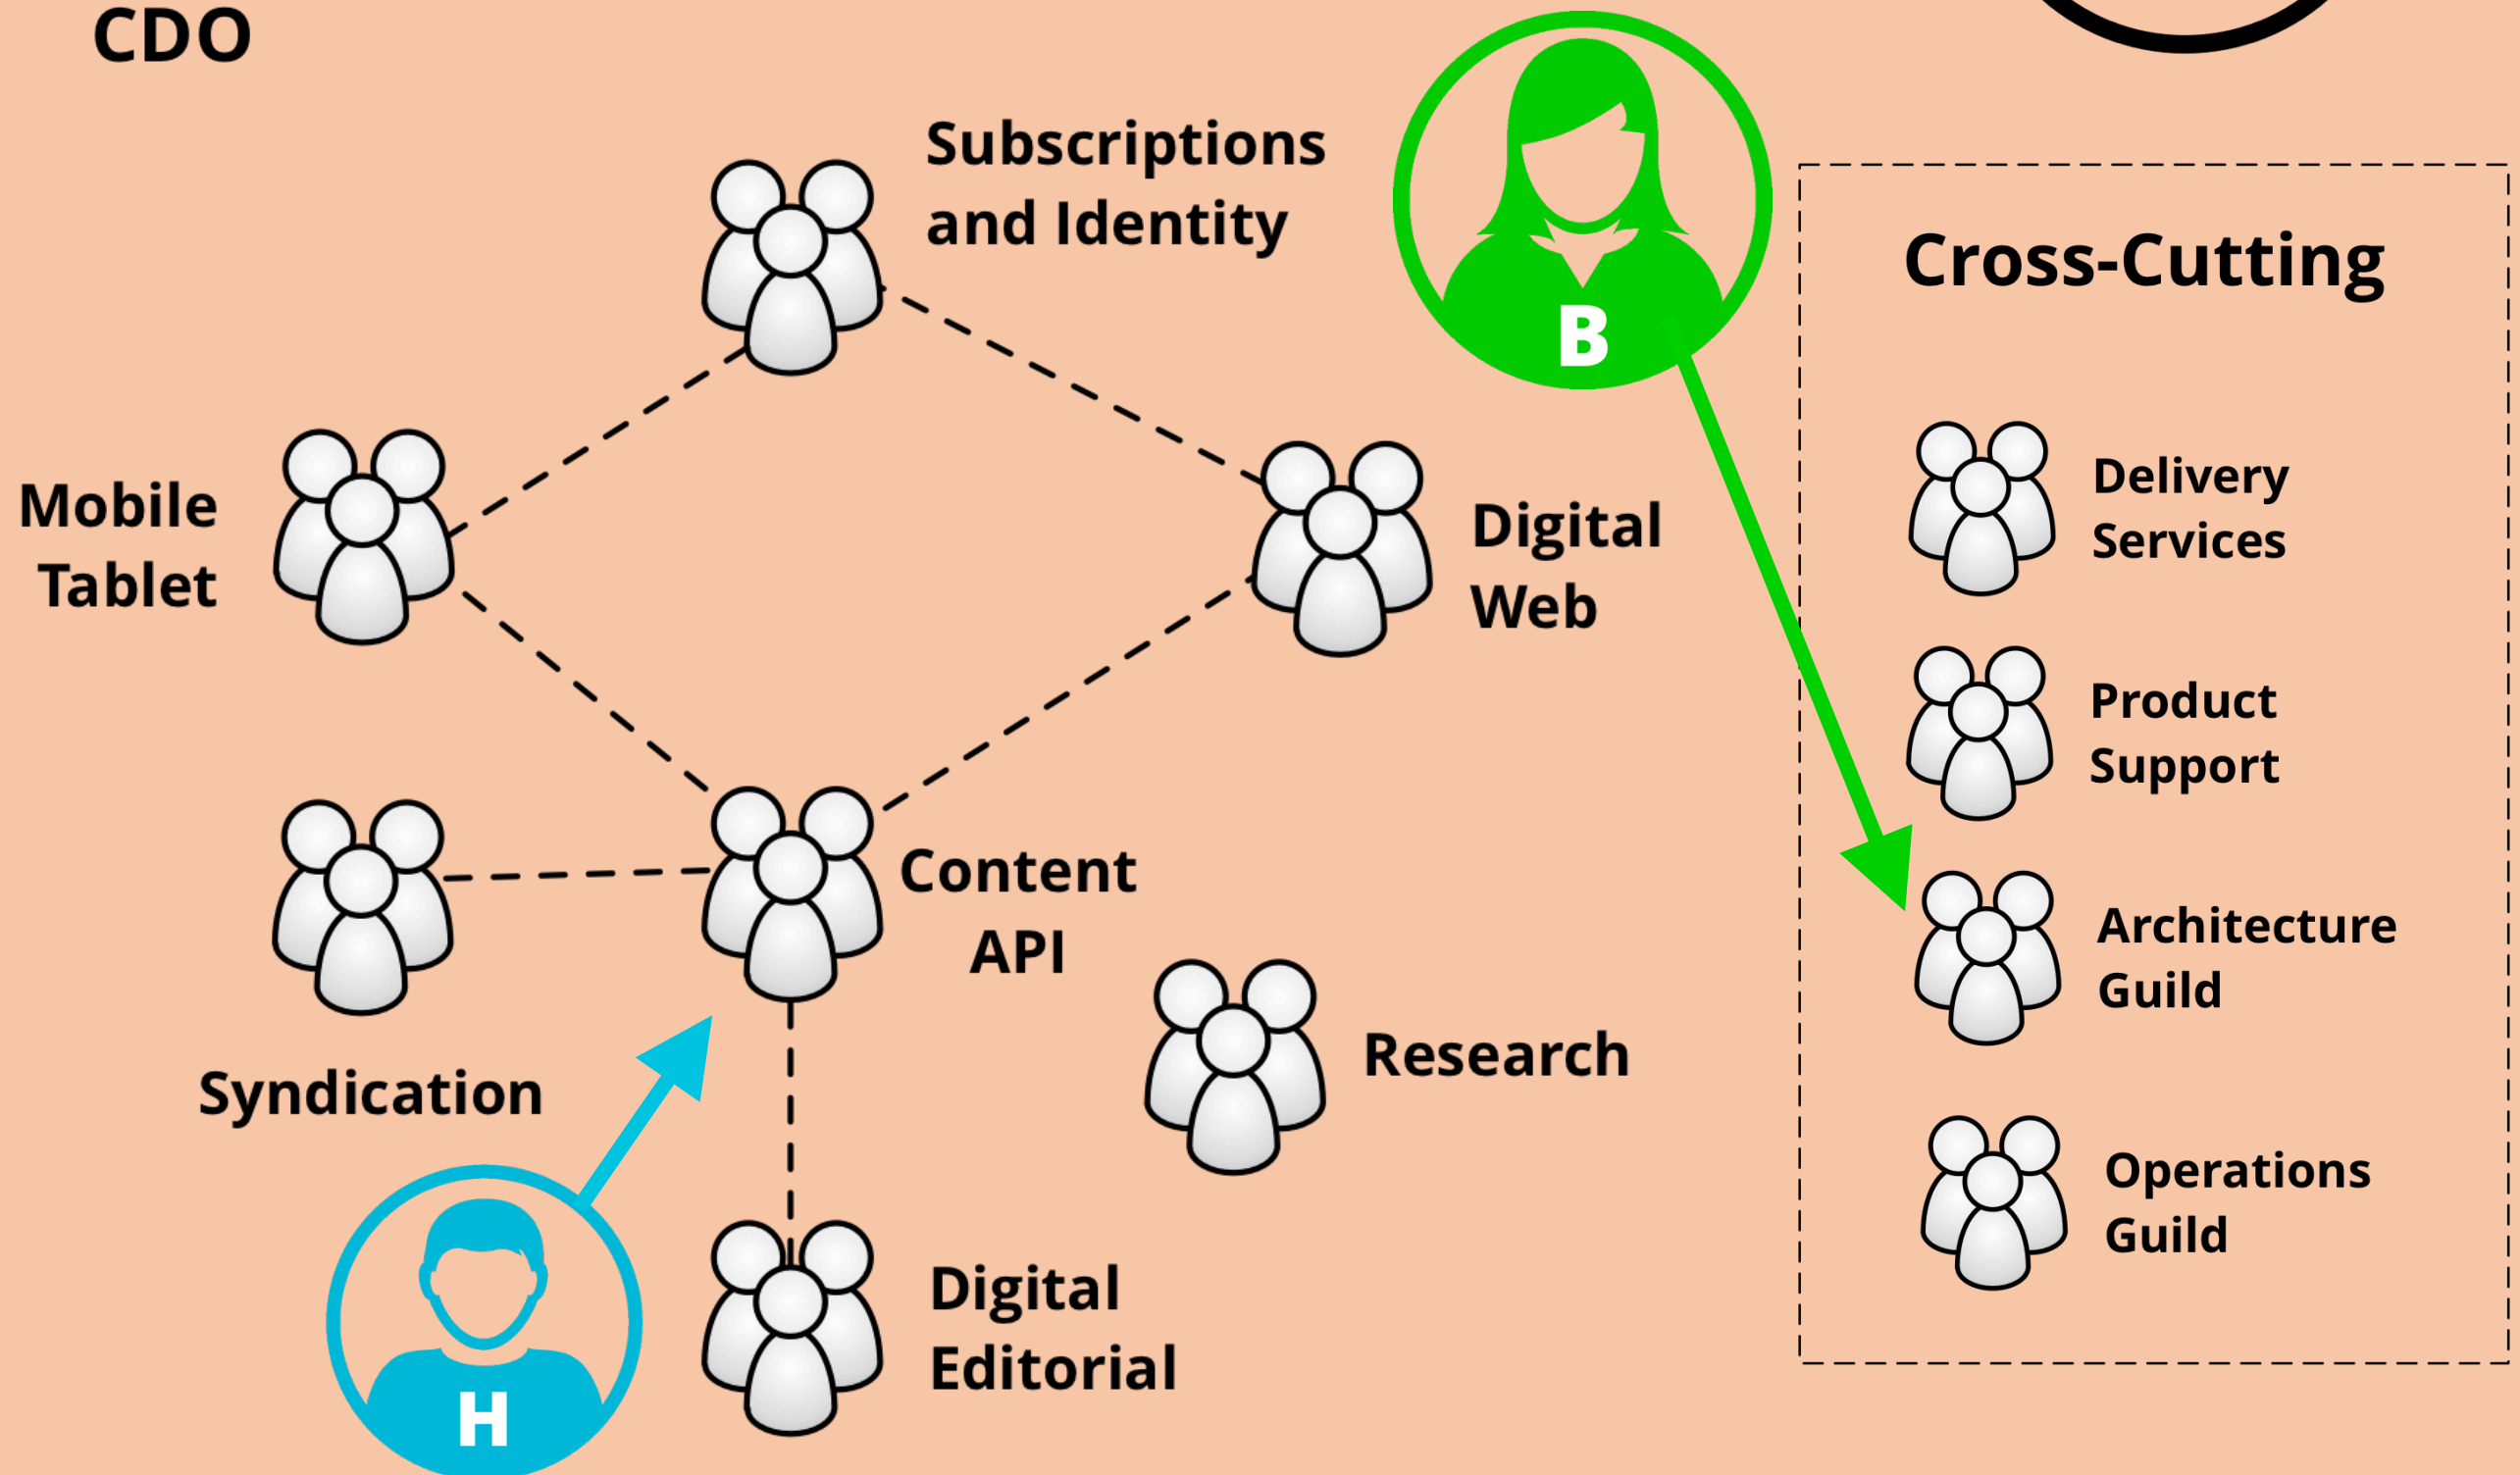 CDO
Subscriptions
and Identity
B
Cross-Cutting
Mobile
Tablet
Digital
Web
Delivery
Services
Product
Support
Content
API
Architecture
Guild
Syndication
Research
Operations
Guild
Digital
Editorial
H